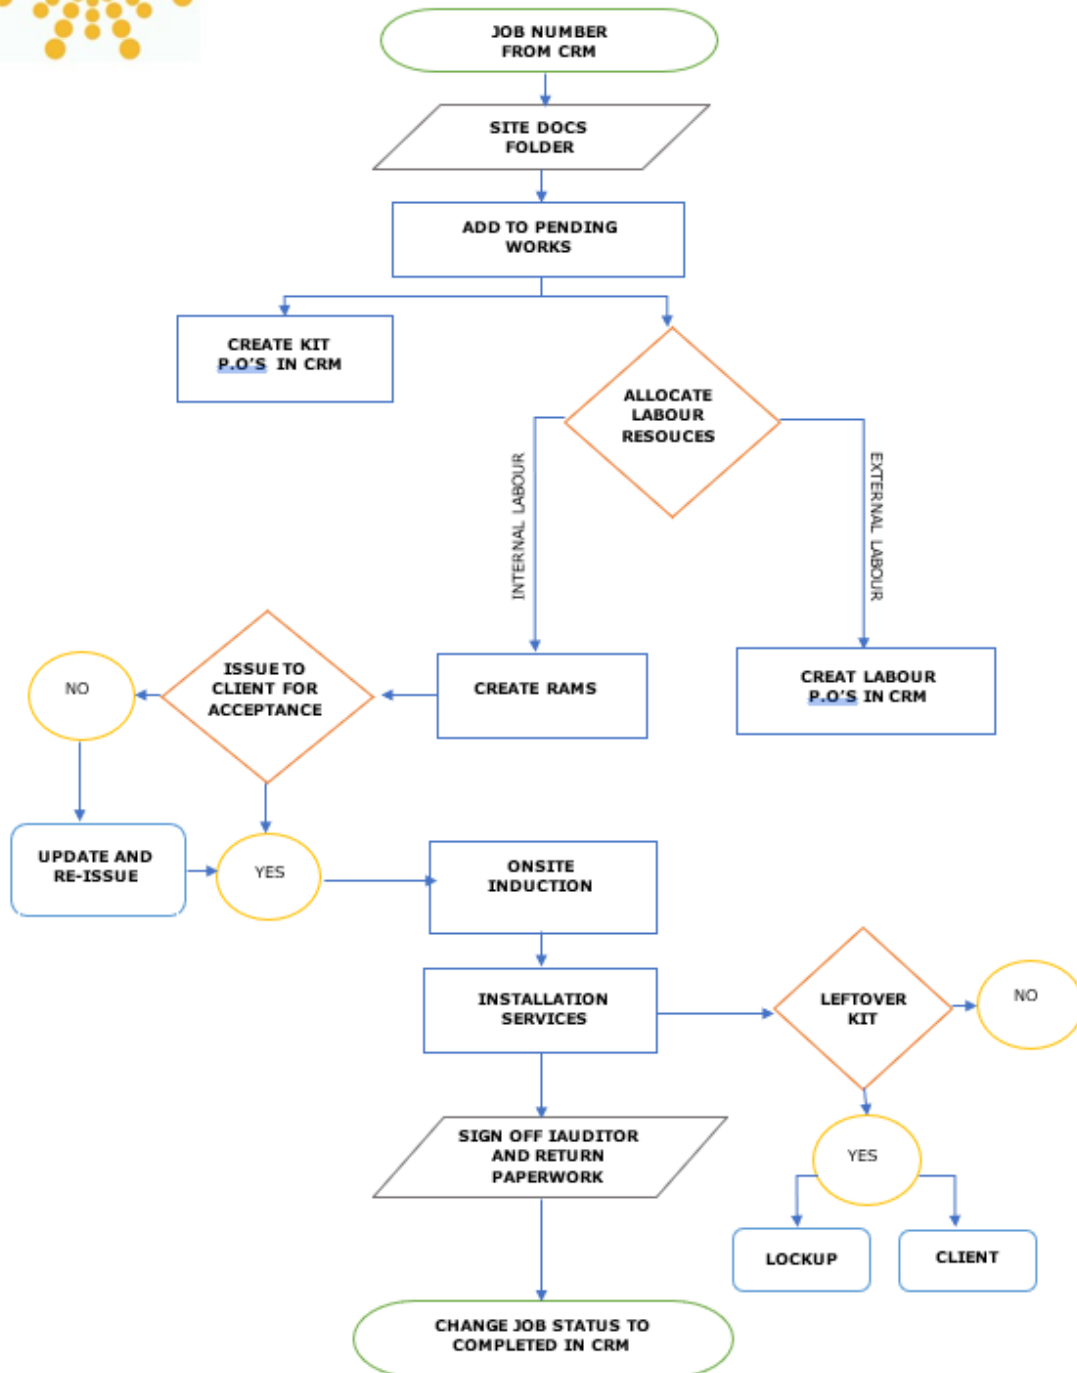 JOB NUMBER
FROM CRM
SITE DOCS
FOLDER
ADD TO PENDING
WORKS
CREATE KIT
P.O'S IN CRM
ALLOCATE
LABOUR
RESOUCES
INTERNAL LABOUR
EXTERNAL LABOUR
NO
ISSUE TO
CLIENT FOR
ACCEPTANCE
CREATE RAMS
CREAT LABOUR
P.O'S IN CRM
UPDATE AND
RE-ISSUE
YES
ONSITE
INDUCTION
INSTALLATION
SERVICES
LEFTOVER
KIT
NO
SIGN OFF IAUDITOR
AND RETURN
PAPERWORK
YES
LOCKUP
CLIENT
CHANGE JOB STATUS TO
COMPLETED IN CRM